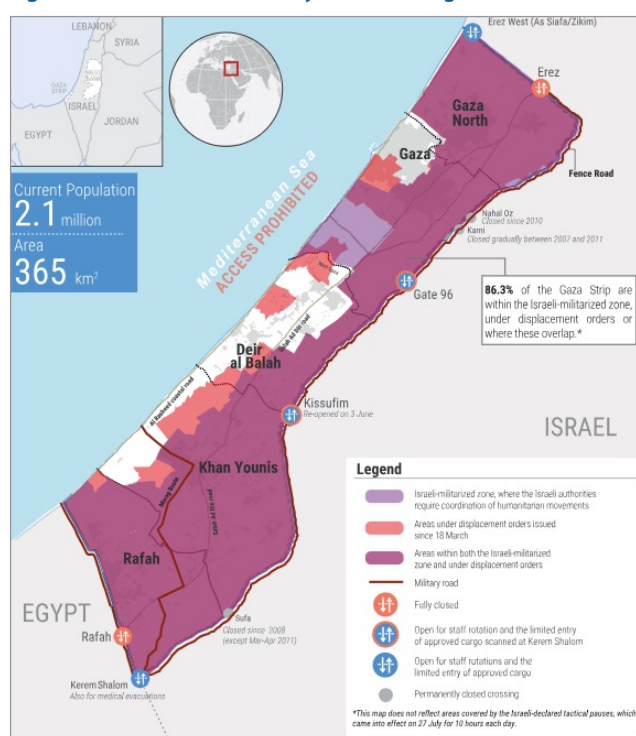 LEBANON
SYRIA
GAZA
STRIP
WEST
BANK
ISRAEL
EGYPT
JORDAN
Current Population
2.1 million
Area
365 km²
Mediterranean Sea
ACCESS PROHIBITED
Erez West (As Siafa/Zikim)
Erez
Gaza
North
Gaza
Fence Road
Nahal Oz
Closed since 2010
Karni
Closed gradually between 2007 and 2011
Gate 96
86.3% of the Gaza Strip are
within the Israeli-militarized zone,
under displacement orders or
where these overlap.*
Salah Ad Din road
Deir
al Balah
Al Rasheed coastal road
Kissufim
Re-opened on 3 June
ISRAEL
Khan Younis
Morag Route
Salah Ad Din road
Rafah
EGYPT
Rafah
Sufa
Closed since 2008
(except Mar-Apr 2011)
Kerem Shalom
Also for medical evacuations
Legend
Israeli-militarized zone, where the Israeli authorities
require coordination of humanitarian movements
Areas under displacement orders issued
since 18 March
Areas within both the Israeli-militarized
zone and under displacement orders
Military road
Fully closed
Open for staff rotation and the limited entry
of approved cargo scanned at Kerem Shalom
Open for staff rotations and the
limited entry of approved cargo
Permanently closed crossing
*This map does not reflect areas covered by the Israeli-declared tactical pauses, which
came into effect on 27 July for 10 hours each day.